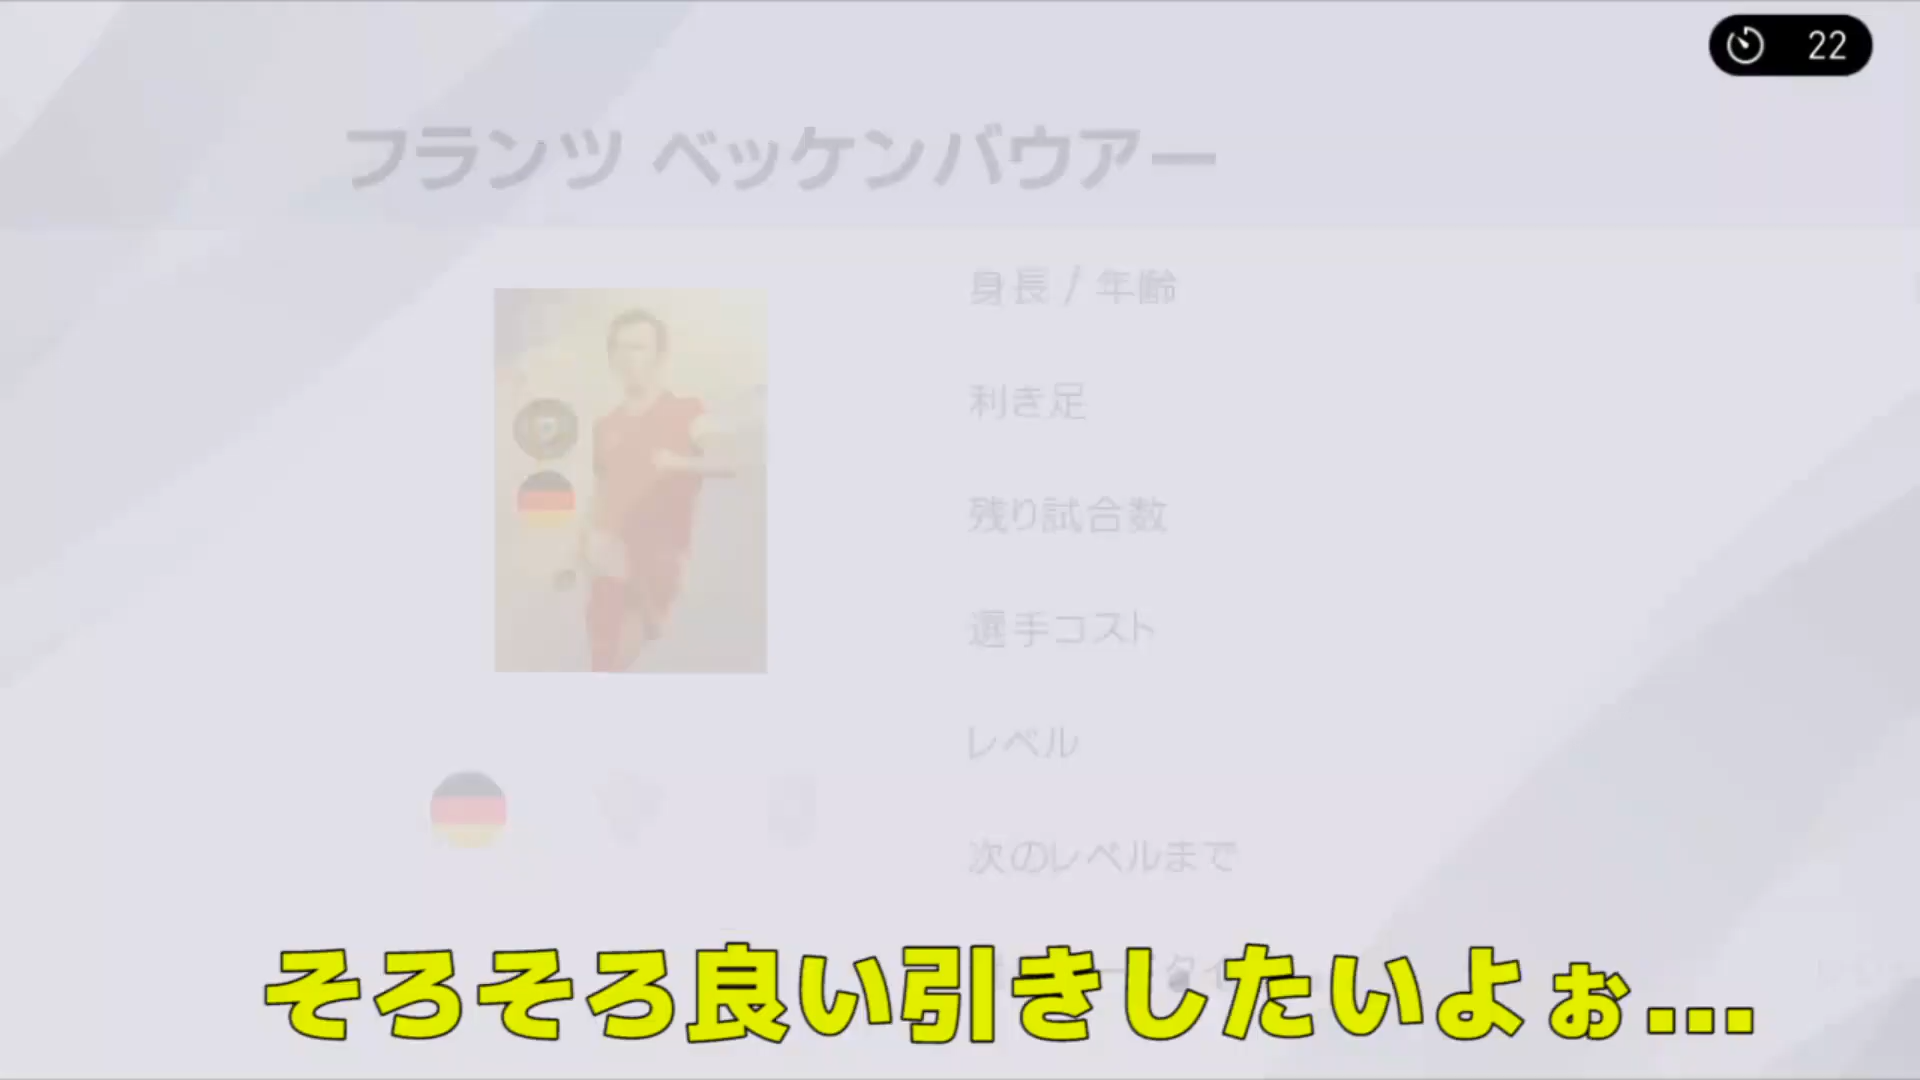 22
フランツ ベッケンバウアー
身長 / 年齢
利き足
残り試合数
選手コスト
レベル
次のレベルまで
そろそろ良い引きしたいよぉ...